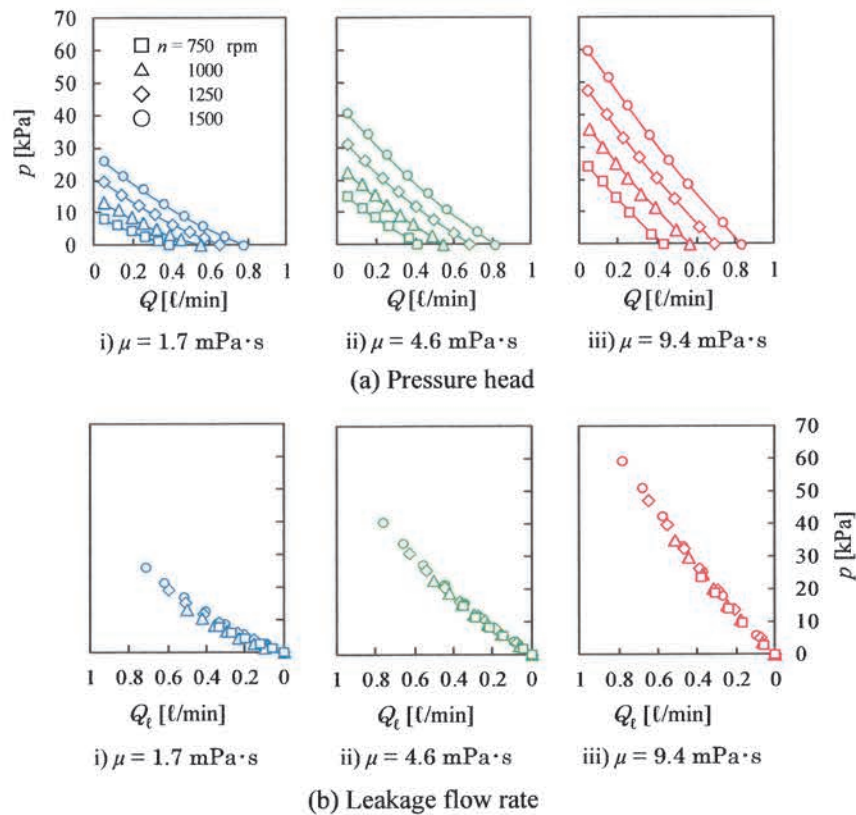 70
60
50
40
30
20
10
0
p [kPa]
n = 750 rpm
1000
1250
1500
0 0.2 0.4 0.6 0.8 1
0 0.2 0.4 0.6 0.8 1
0 0.2 0.4 0.6 0.8 1
Q [ℓ/min]
Q [ℓ/min]
Q [ℓ/min]
i) μ = 1.7 mPa·s
ii) μ = 4.6 mPa·s
iii) μ = 9.4 mPa·s
(a) Pressure head
70
60
50
40
30
20
10
0
p [kPa]
1 0.8 0.6 0.4 0.2 0
1 0.8 0.6 0.4 0.2 0
1 0.8 0.6 0.4 0.2 0
Qℓ [ℓ/min]
Qℓ [ℓ/min]
Qℓ [ℓ/min]
i) μ = 1.7 mPa·s
ii) μ = 4.6 mPa·s
iii) μ = 9.4 mPa·s
(b) Leakage flow rate